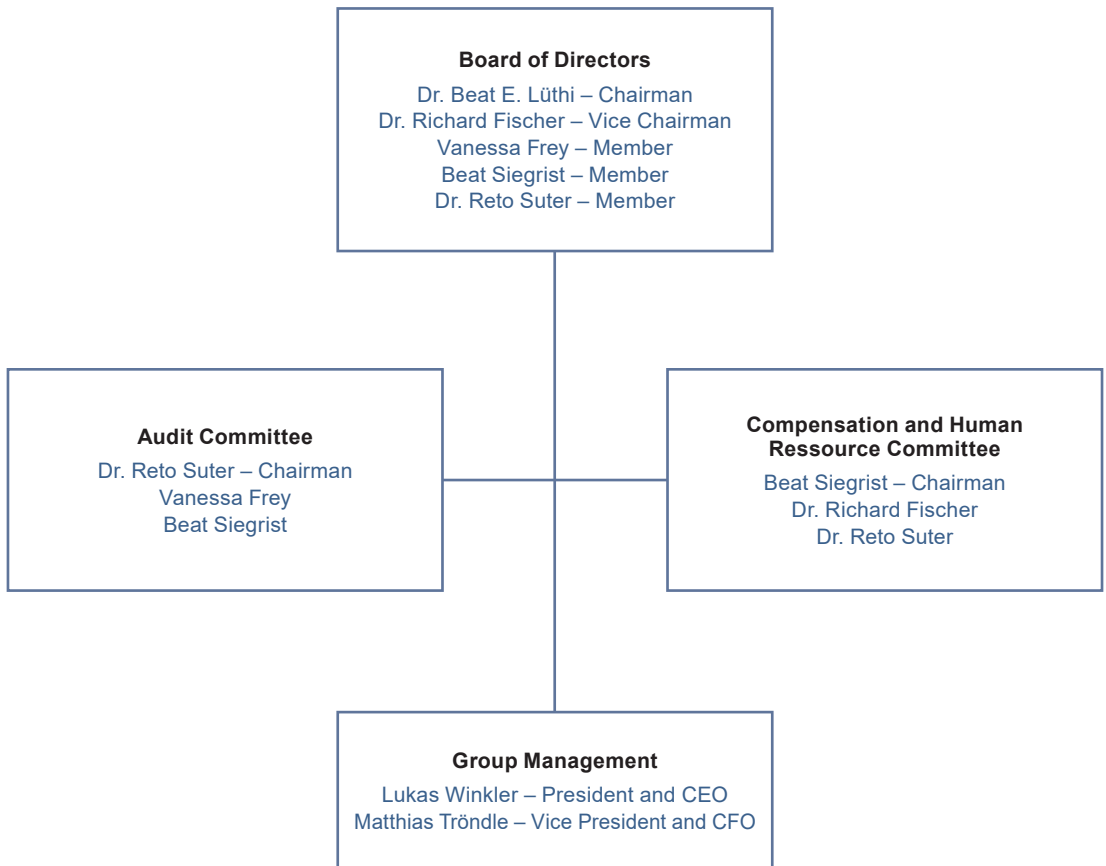 Board of Directors
Dr. Beat E. Lüthi – Chairman
Dr. Richard Fischer – Vice Chairman
Vanessa Frey – Member
Beat Siegrist – Member
Dr. Reto Suter – Member
Audit Committee
Dr. Reto Suter – Chairman
Vanessa Frey
Beat Siegrist
Compensation and Human
Ressource Committee
Beat Siegrist – Chairman
Dr. Richard Fischer
Dr. Reto Suter
Group Management
Lukas Winkler – President and CEO
Matthias Tröndle – Vice President and CFO